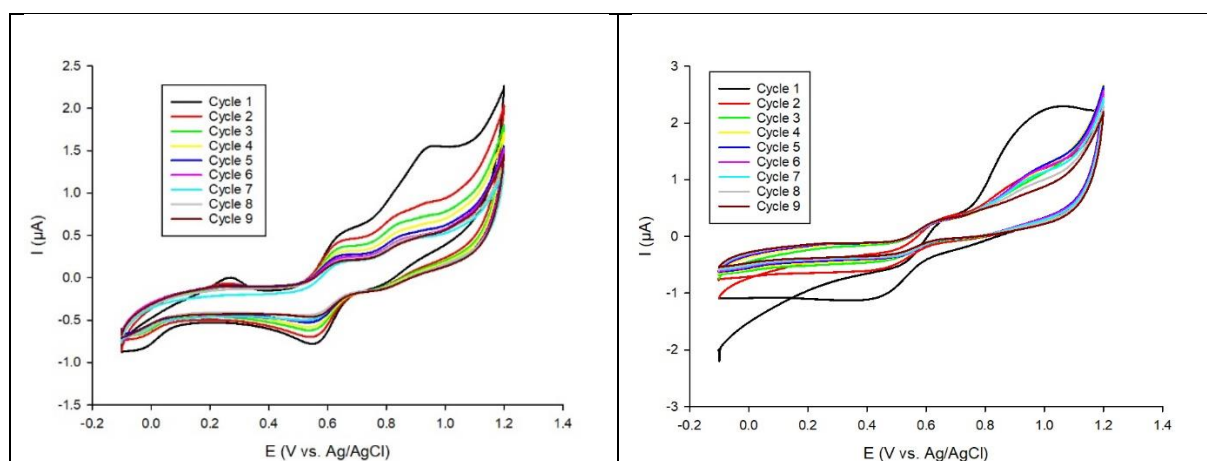 2.5
2.0
1.5
1.0
0.5
0.0
-0.5
-1.0
-1.5
I (µA)
Cycle 1
Cycle 2
Cycle 3
Cycle 4
Cycle 5
Cycle 6
Cycle 7
Cycle 8
Cycle 9
-0.2 0.0 0.2 0.4 0.6 0.8 1.0 1.2 1.4
E (V vs. Ag/AgCl)
3
2
1
0
-1
-2
-3
I (µA)
Cycle 1
Cycle 2
Cycle 3
Cycle 4
Cycle 5
Cycle 6
Cycle 7
Cycle 8
Cycle 9
-0.2 0.0 0.2 0.4 0.6 0.8 1.0 1.2 1.4
E (V vs. Ag/AgCl)